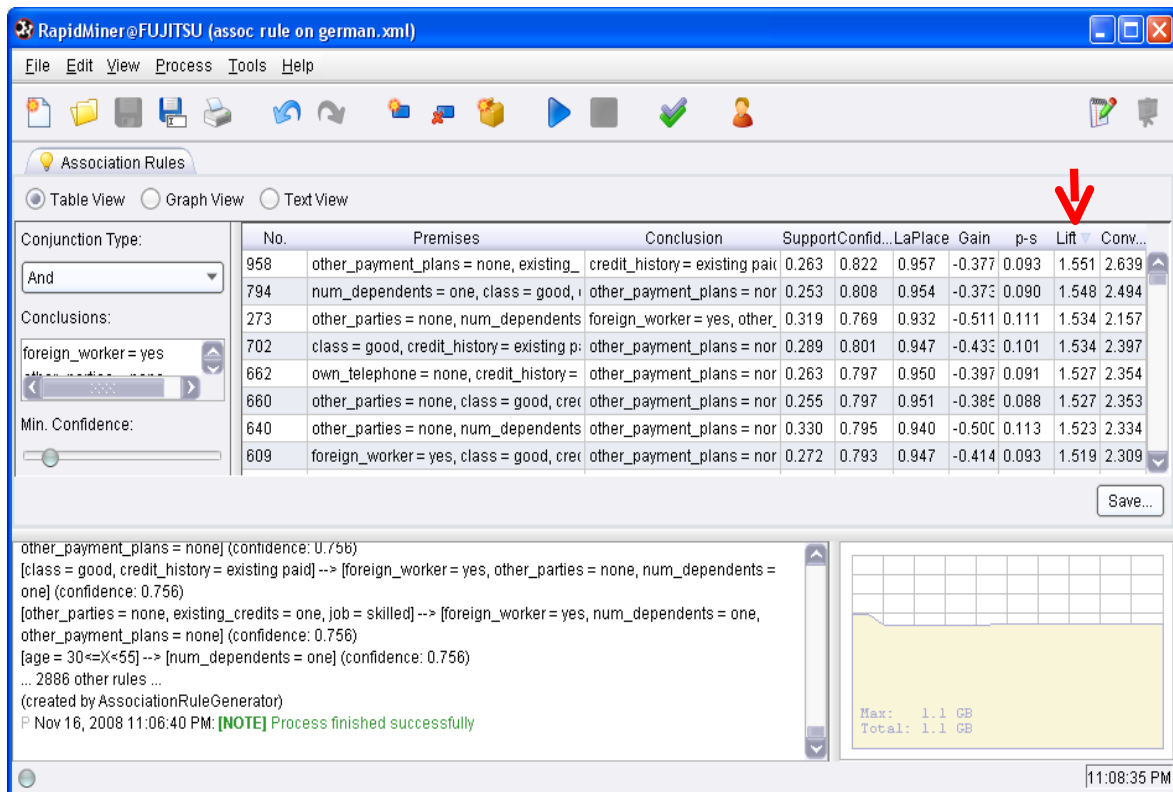 RapidMiner@FUJITSU (assoc rule on german.xml)
File Edit View Process Tools Help
Association Rules
Table View Graph View Text View
Conjunction Type:
And
Conclusions:
foreign_worker = yes
Min. Confidence:
No. Premises Conclusion Support Confid... LaPlace Gain p-s Lift Conv...
958 other_payment_plans = none, existing_ credit_history = existing paid 0.263 0.822 0.957 -0.377 0.093 1.551 2.639
794 num_dependents = one, class = good, other_payment_plans = nor 0.253 0.808 0.954 -0.373 0.090 1.548 2.494
273 other_parties = none, num_dependents foreign_worker = yes, other_ 0.319 0.769 0.932 -0.511 0.111 1.534 2.157
702 class = good, credit_history = existing p other_payment_plans = nor 0.289 0.801 0.947 -0.433 0.101 1.534 2.397
662 own_telephone = none, credit_history = other_payment_plans = nor 0.263 0.797 0.950 -0.397 0.091 1.527 2.354
660 other_parties = none, class = good, cre other_payment_plans = nor 0.255 0.797 0.951 -0.385 0.088 1.527 2.353
640 other_parties = none, num_dependents other_payment_plans = nor 0.330 0.795 0.940 -0.500 0.113 1.523 2.334
609 foreign_worker = yes, class = good, cre other_payment_plans = nor 0.272 0.793 0.947 -0.414 0.093 1.519 2.309
Save...
other_payment_plans = none] (confidence: 0.756)
[class = good, credit_history = existing paid] --> [foreign_worker = yes, other_parties = none, num_dependents =
one] (confidence: 0.756)
[other_parties = none, existing_credits = one, job = skilled] --> [foreign_worker = yes, num_dependents = one,
other_payment_plans = none] (confidence: 0.756)
[age = 30<=X<55] --> [num_dependents = one] (confidence: 0.756)
... 2886 other rules ...
(created by AssociationRuleGenerator)
P Nov 16, 2008 11:06:40 PM: [NOTE] Process finished successfully
Max: 1.1 GB
Total: 1.1 GB
11:08:35 PM